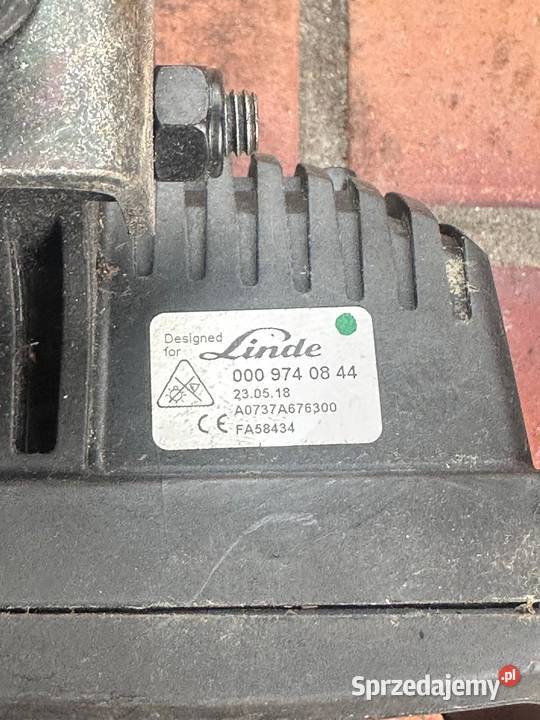 Designed
for Linde
000 974 08 44
23.05.18
A0737A676300
CE FA58434
Sprzedajemy.pl